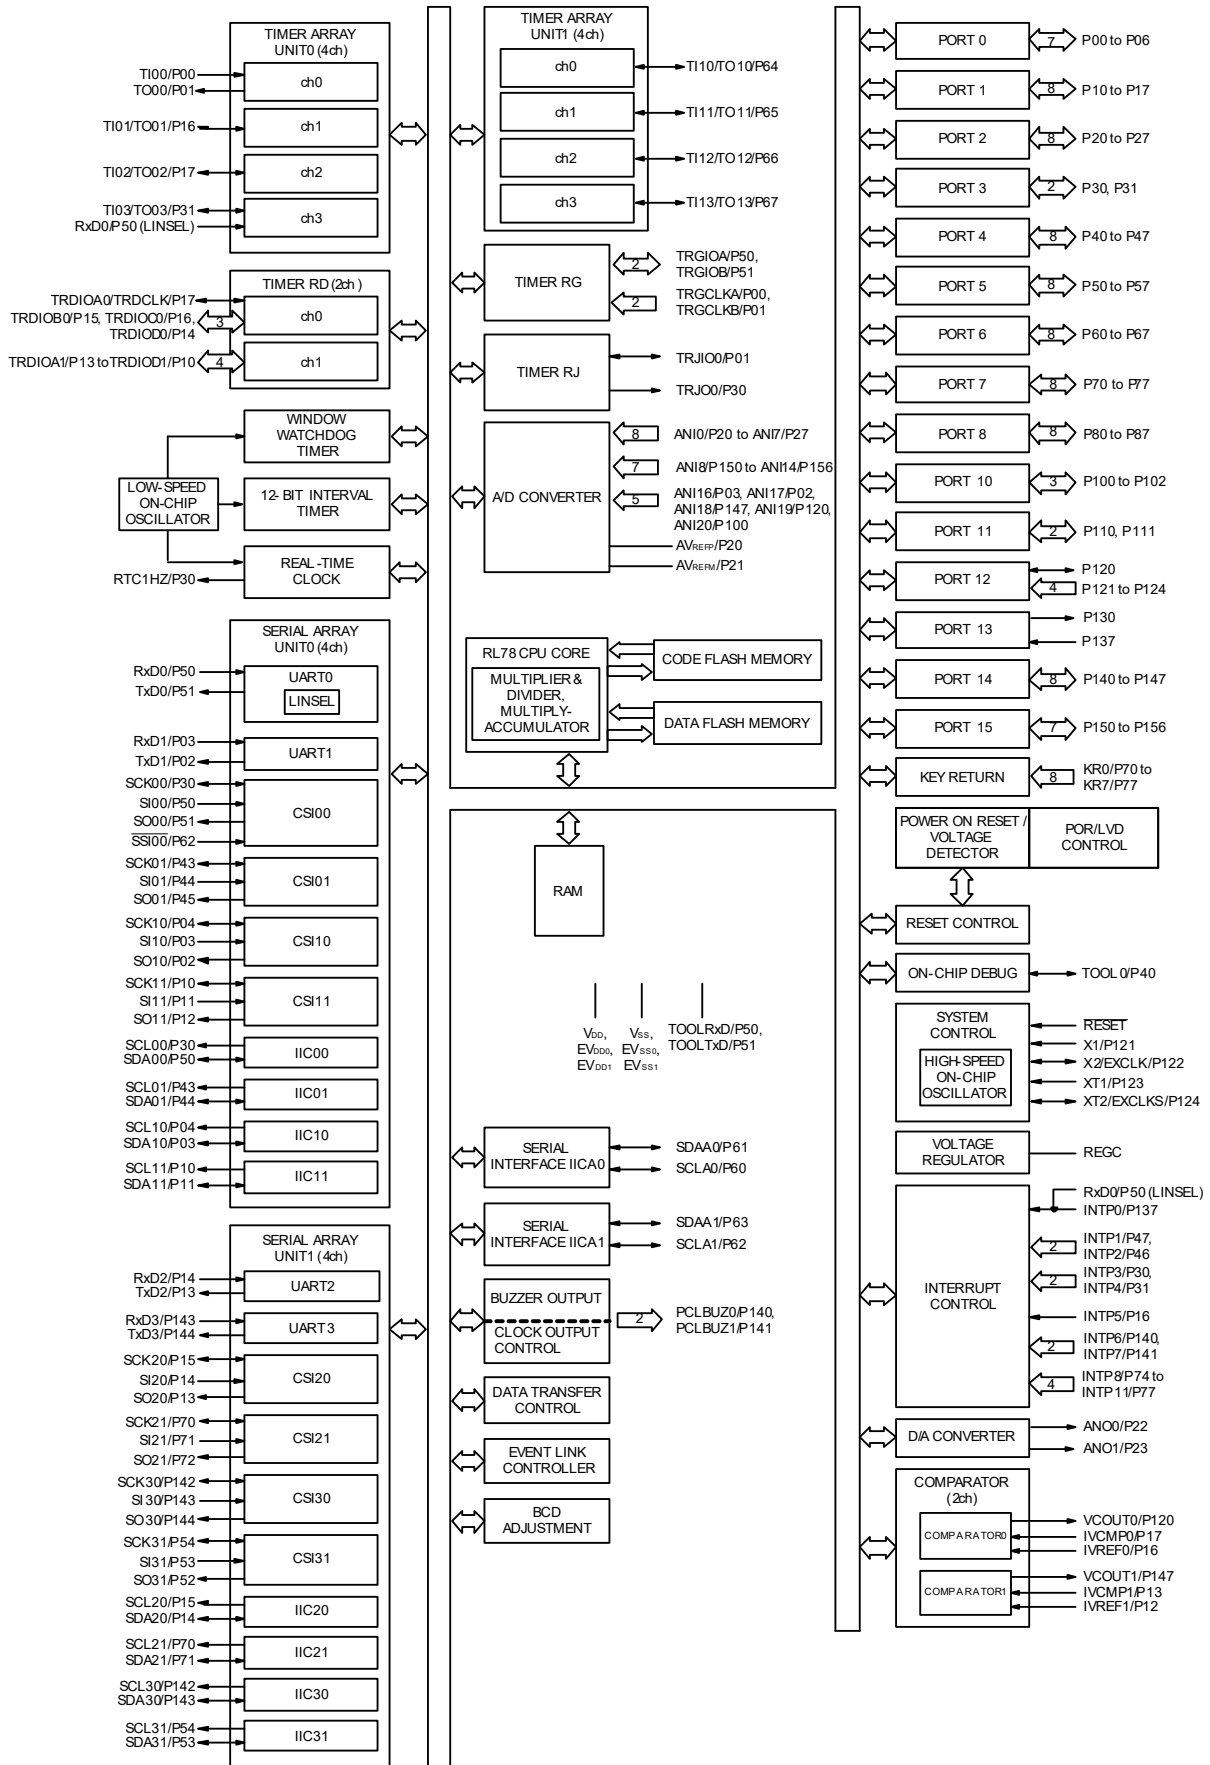 TIMER ARRAY
UNIT0 (4ch)
TI00/P00
TO00/P01
ch0
TI01/TO01/P16
ch1
TI02/TO02/P17
ch2
TI03/TO03/P31
RxD0/P50 (LINSEL)
ch3
TIMER RD (2ch)
TRDIOA0/TRDCLK/P17
TRDIOB0/P15, TRDIOC0/P16,
TRDIOD0/P14
3
ch0
TRDIOA1/P13 to TRDIOD1/P10
4
ch1
WINDOW
WATCHDOG
TIMER
LOW-SPEED
ON-CHIP
OSCILLATOR
12- BIT INTERVAL
TIMER
REAL-TIME
CLOCK
RTC1HZ/P30
SERIAL ARRAY
UNIT0 (4ch)
RxD0/P50
TxD0/P51
UART0
LINSEL
RxD1/P03
TxD1/P02
UART1
SCK00/P30
SI00/P50
SO00/P51
SSI00/P62
CSI00
SCK01/P43
SI01/P44
SO01/P45
CSI01
SCK10/P04
SI10/P03
SO10/P02
CSI10
SCK11/P10
SI11/P11
SO11/P12
CSI11
SCL00/P30
SDA00/P50
IIC00
SCL01/P43
SDA01/P44
IIC01
SCL10/P04
SDA10/P03
IIC10
SCL11/P10
SDA11/P11
IIC11
SERIAL ARRAY
UNIT1 (4ch)
RxD2/P14
TxD2/P13
UART2
RxD3/P143
TxD3/P144
UART3
SCK20/P15
SI20/P14
SO20/P13
CSI20
SCK21/P70
SI21/P71
SO21/P72
CSI21
SCK30/P142
SI30/P143
SO30/P144
CSI30
SCK31/P54
SI31/P53
SO31/P52
CSI31
SCL20/P15
SDA20/P14
IIC20
SCL21/P70
SDA21/P71
IIC21
SCL30/P142
SDA30/P143
IIC30
SCL31/P54
SDA31/P53
IIC31
TIMER ARRAY
UNIT1 (4ch)
ch0
TI10/TO10/P64
ch1
TI11/TO11/P65
ch2
TI12/TO12/P66
ch3
TI13/TO13/P67
TIMER RG
2
TRGIOA/P50,
TRGIOB/P51
2
TRGCLKA/P00,
TRGCLKB/P01
TIMER RJ
TRJIO0/P01
TRJO0/P30
A/D CONVERTER
8
ANI0/P20 to ANI7/P27
7
ANI8/P150 to ANI14/P156
5
ANI16/P03, ANI17/P02,
ANI18/P147, ANI19/P120,
ANI20/P100
AVREFP/P20
AVREFM/P21
RL78 CPU CORE
MULTIPLIER &
DIVIDER,
MULTIPLY-
ACCUMULATOR
CODE FLASH MEMORY
DATA FLASH MEMORY
RAM
VDD,
EVDD0,
EVDD1
VSS,
EVSS0,
EVSS1
TOOLRxD/P50,
TOOLTxD/P51
SERIAL
INTERFACE IICA0
SDAA0/P61
SCLA0/P60
SERIAL
INTERFACE IICA1
SDAA1/P63
SCLA1/P62
BUZZER OUTPUT
CLOCK OUTPUT
CONTROL
2
PCLBUZ0/P140,
PCLBUZ1/P141
DATA TRANSFER
CONTROL
EVENT LINK
CONTROLLER
BCD
ADJUSTMENT
PORT 0
7
P00 to P06
PORT 1
8
P10 to P17
PORT 2
8
P20 to P27
PORT 3
2
P30, P31
PORT 4
8
P40 to P47
PORT 5
8
P50 to P57
PORT 6
8
P60 to P67
PORT 7
8
P70 to P77
PORT 8
8
P80 to P87
PORT 10
3
P100 to P102
PORT 11
2
P110, P111
PORT 12
P120
4
P121 to P124
PORT 13
P130
P137
PORT 14
8
P140 to P147
PORT 15
7
P150 to P156
KEY RETURN
8
KR0/P70 to
KR7/P77
POWER ON RESET /
VOLTAGE
DETECTOR
POR/LVD
CONTROL
RESET CONTROL
ON-CHIP DEBUG
TOOL0/P40
SYSTEM
CONTROL
HIGH-SPEED
ON-CHIP
OSCILLATOR
RESET
X1/P121
X2/EXCLK/P122
XT1/P123
XT2/EXCLKS/P124
VOLTAGE
REGULATOR
REGC
INTERRUPT
CONTROL
RxD0/P50 (LINSEL)
INTP0/P137
2
INTP1/P47,
INTP2/P46
2
INTP3/P30,
INTP4/P31
INTP5/P16
2
INTP6/P140,
INTP7/P141
4
INTP8/P74 to
INTP11/P77
D/A CONVERTER
ANO0/P22
ANO1/P23
COMPARATOR
(2ch)
COMPARATOR0
VCOUT0/P120
IVCMP0/P17
IVREF0/P16
COMPARATOR1
VCOUT1/P147
IVCMP1/P13
IVREF1/P12